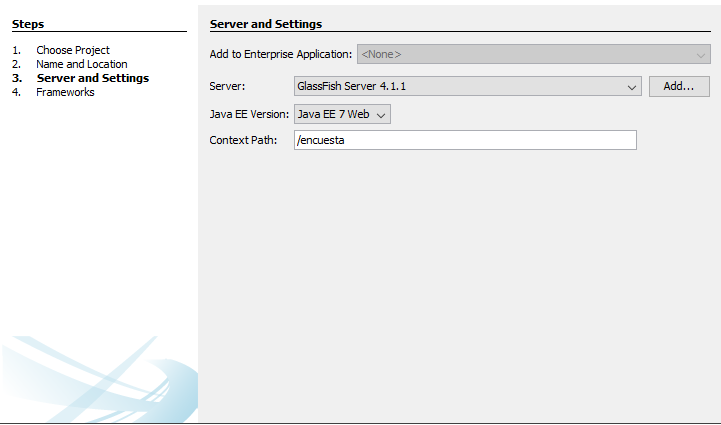 Steps
1. Choose Project
2. Name and Location
3. Server and Settings
4. Frameworks
Server and Settings
Add to Enterprise Application: <None>
Server: GlassFish Server 4.1.1 Add...
Java EE Version: Java EE 7 Web
Context Path: /encuesta